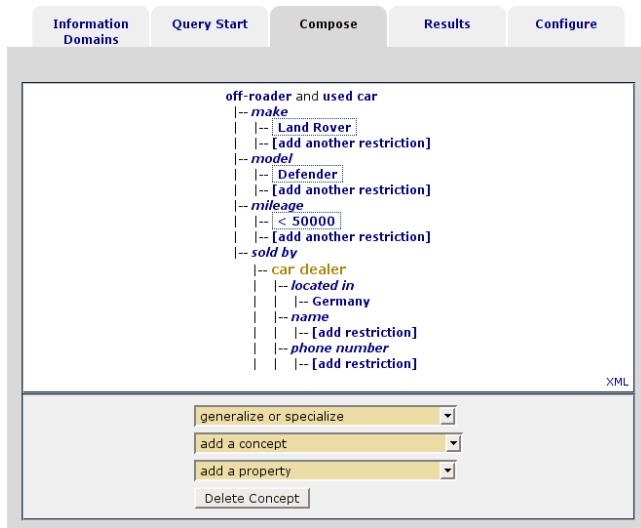 Information Domains
Query Start
Compose
Results
Configure
off-roader and used car
|-- make
| |-- Land Rover
| |-- [add another restriction]
|-- model
| |-- Defender
| |-- [add another restriction]
|-- mileage
| |-- < 50000
| |-- [add another restriction]
|-- sold by
|-- car dealer
| |-- located in
| | |-- Germany
| |-- name
| | |-- [add restriction]
| |-- phone number
| | |-- [add restriction]
XML
generalize or specialize
add a concept
add a property
Delete Concept